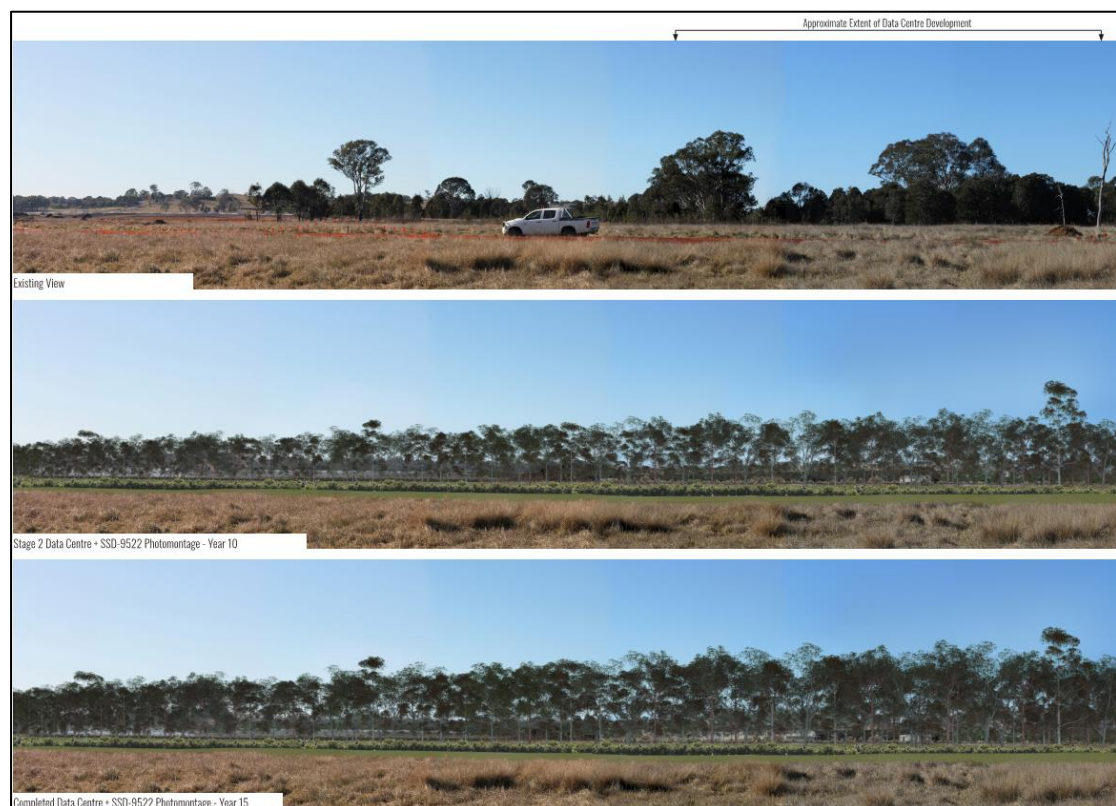 Approximate Extent of Data Centre Development
Existing View
Stage 2 Data Centre + SSD-9522 Photomontage - Year 10
Completed Data Centre + SSD-9522 Photomontage - Year 15